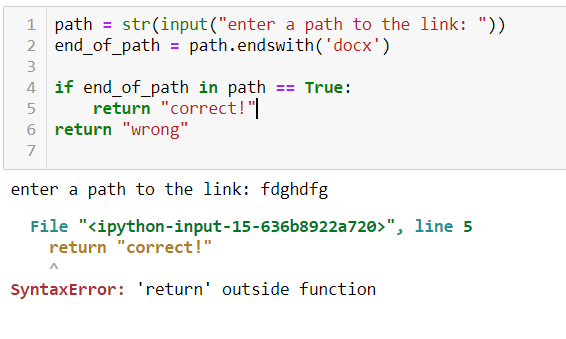 1 path = str(input("enter a path to the link: "))
2 end_of_path = path.endswith('docx')
3
4 if end_of_path in path == True:
5     return "correct!"
6 return "wrong"
7
enter a path to the link: fdghdfg
  File "<ipython-input-15-636b8922a720>", line 5
    return "correct!"
    ^
SyntaxError: 'return' outside function